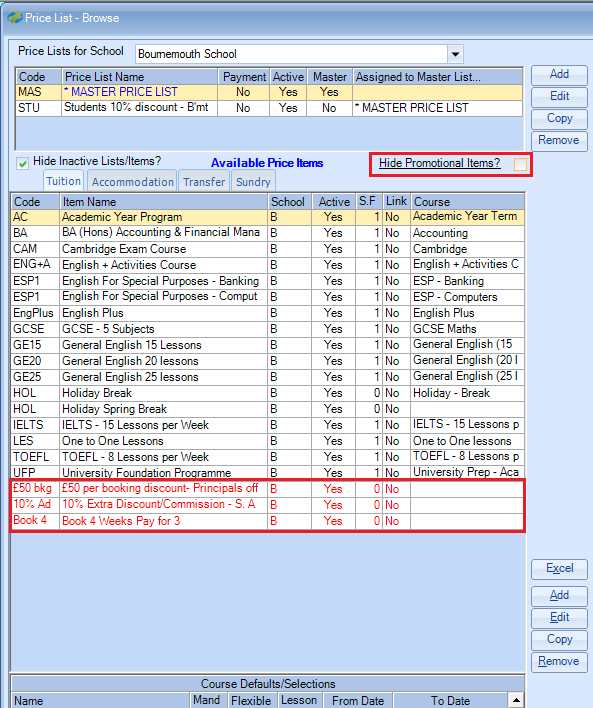 Price List - Browse
Price Lists for School Bournemouth School
Code Price List Name Payment Active Master Assigned to Master List...
MAS * MASTER PRICE LIST No Yes Yes
STU Students 10% discount - B'mt No Yes No * MASTER PRICE LIST
Add
Edit
Copy
Remove
Hide Inactive Lists/Items? Available Price Items Hide Promotional Items?
Tuition Accommodation Transfer Sundry
Code Item Name School Active S.F Link Course
AC Academic Year Program B Yes 1 No Academic Year Term
BA BA (Hons) Accounting & Financial Mana B Yes 1 No Accounting
CAM Cambridge Exam Course B Yes 1 No Cambridge
ENG+A English + Activities Course B Yes 1 No English + Activities C
ESP1 English For Special Purposes - Banking B Yes 1 No ESP - Banking
ESP1 English For Special Purposes - Comput B Yes 1 No ESP - Computers
EngPlus English Plus B Yes 1 No English Plus
GCSE GCSE - 5 Subjects B Yes 1 No GCSE Maths
GE15 General English 15 Lessons B Yes 1 No General English (15
GE20 General English 20 lessons B Yes 1 No General English (20 l
GE25 General English 25 lessons B Yes 1 No General English (25 l
HOL Holiday Break B Yes 0 No Holiday - Break
HOL Holiday Spring Break B Yes 0 No
IELTS IELTS - 15 Lessons per Week B Yes 1 No IELTS - 15 Lessons p
LES One to One lessons B Yes 1 No One to One lessons
TOEFL TOEFL - 8 Lessons per Week B Yes 1 No TOEFL - 8 Lessons p
UFP University Foundation Programme B Yes 1 No University Prep - Aca
£50 bkg £50 per booking discount- Principals off B Yes 0 No
10% Ad 10% Extra Discount/Commission - S. A B Yes 0 No
Book 4 Book 4 Weeks Pay for 3 B Yes 0 No
Excel
Add
Edit
Copy
Remove
Course Defaults/Selections
Name Mand Flexible Lesson From Date To Date